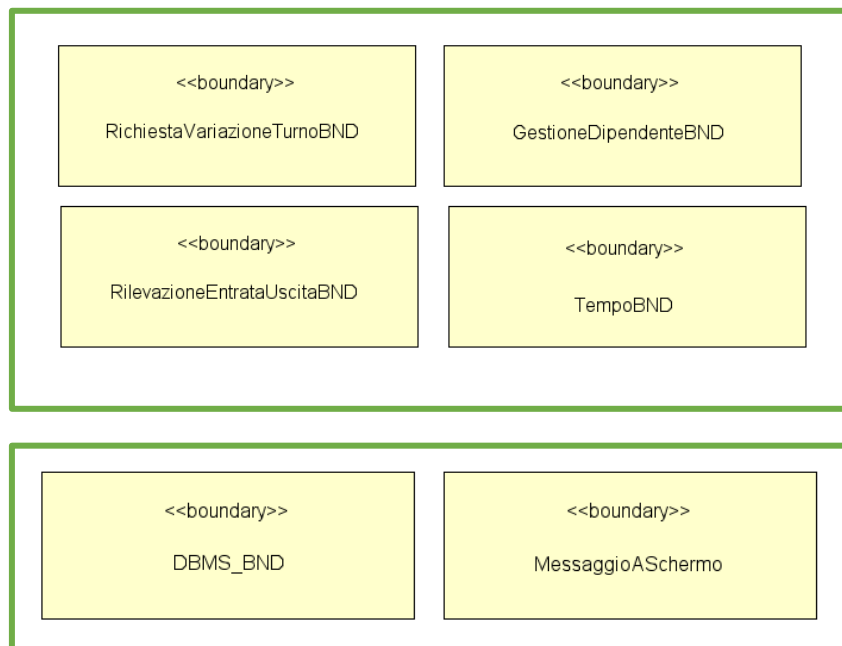 <<boundary>>
RichiestaVariazioneTurnoBND
<<boundary>>
GestioneDipendenteBND
<<boundary>>
RilevazioneEntrataUscitaBND
<<boundary>>
TempoBND
<<boundary>>
DBMS_BND
<<boundary>>
MessaggioASchermo